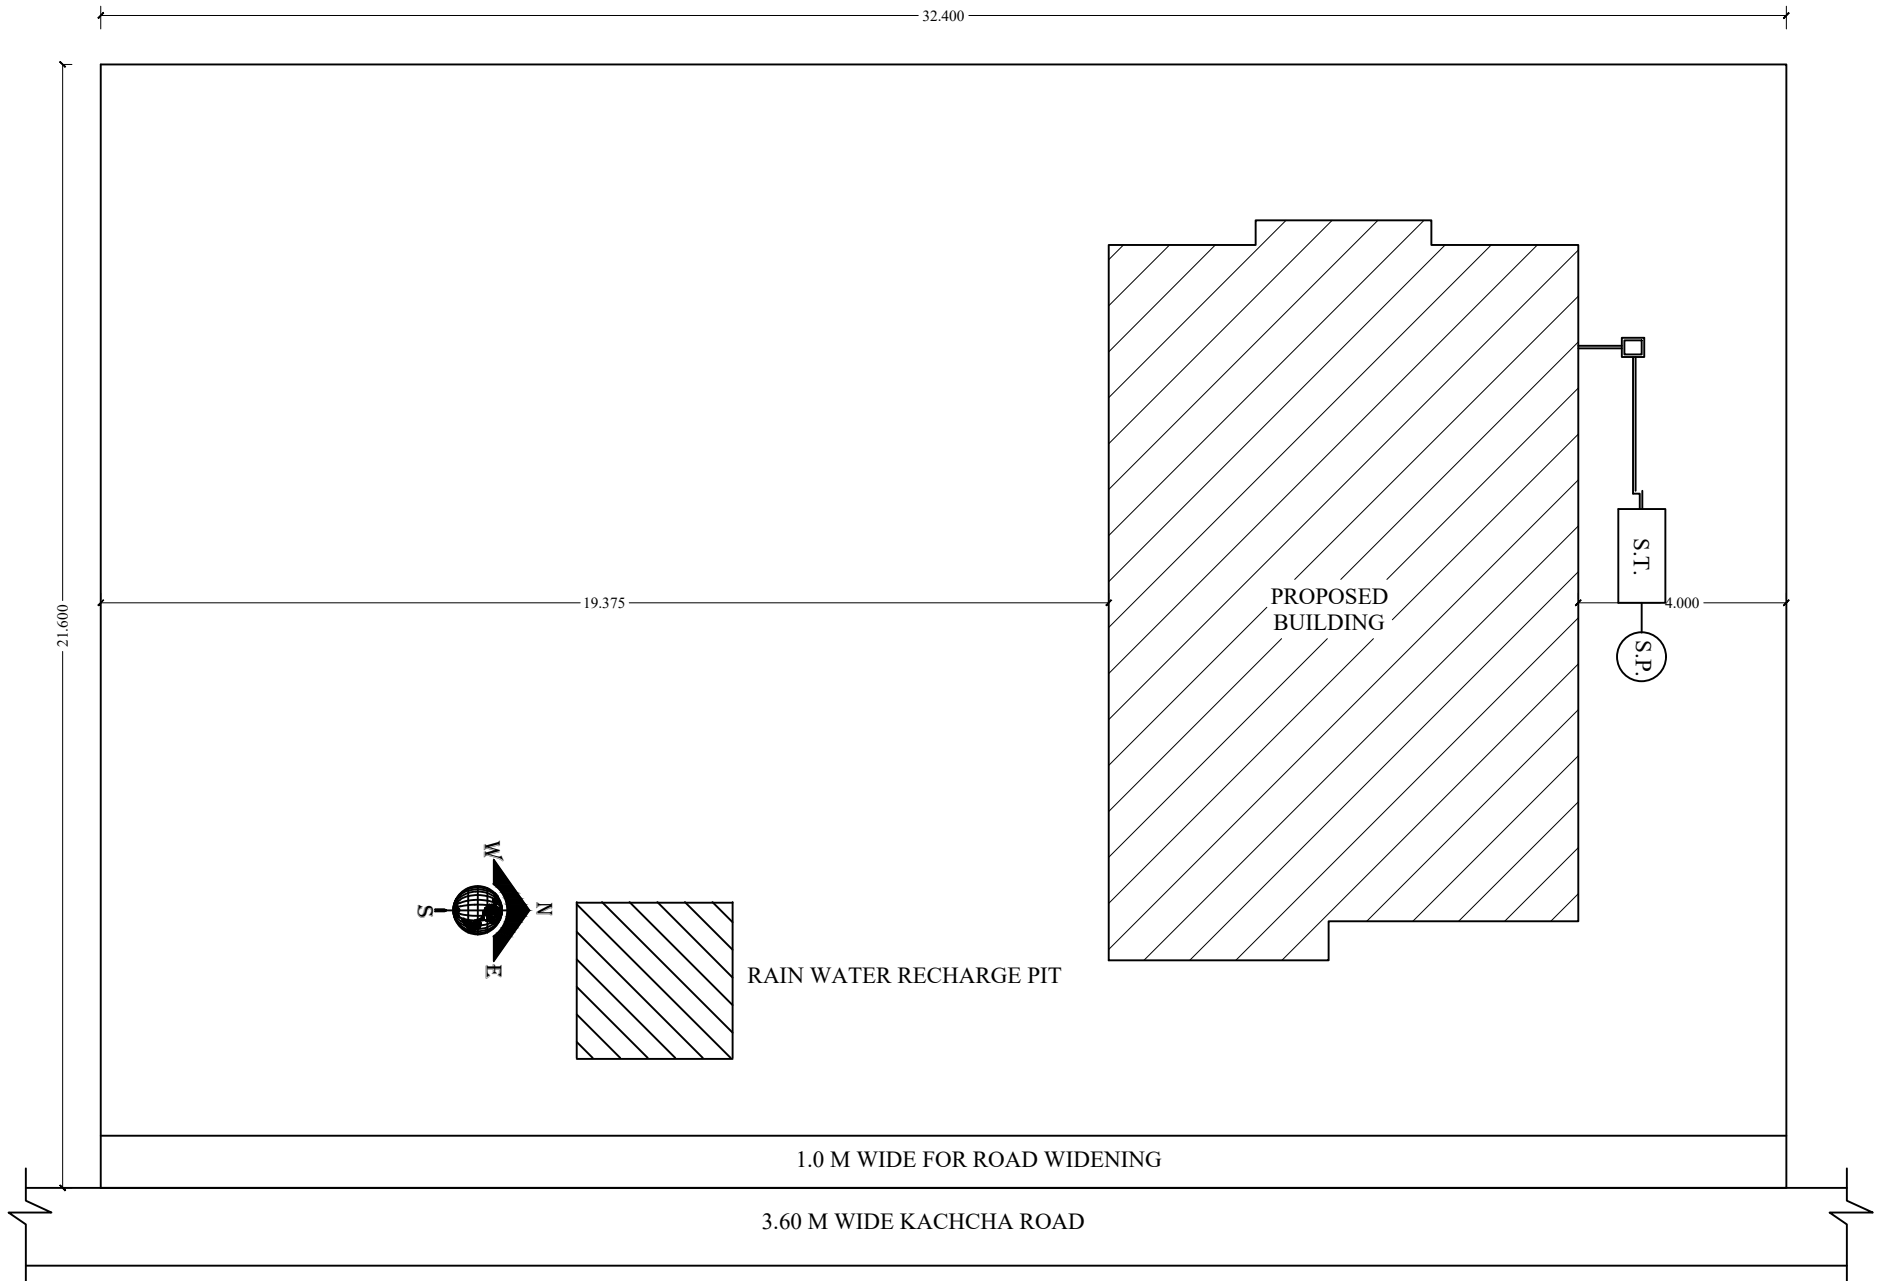 32.400
19.375
21.600
PROPOSED
BUILDING
S.T.
4.000
S.P.
W
S
N
E
RAIN WATER RECHARGE PIT
1.0 M WIDE FOR ROAD WIDENING
3.60 M WIDE KACHCHA ROAD